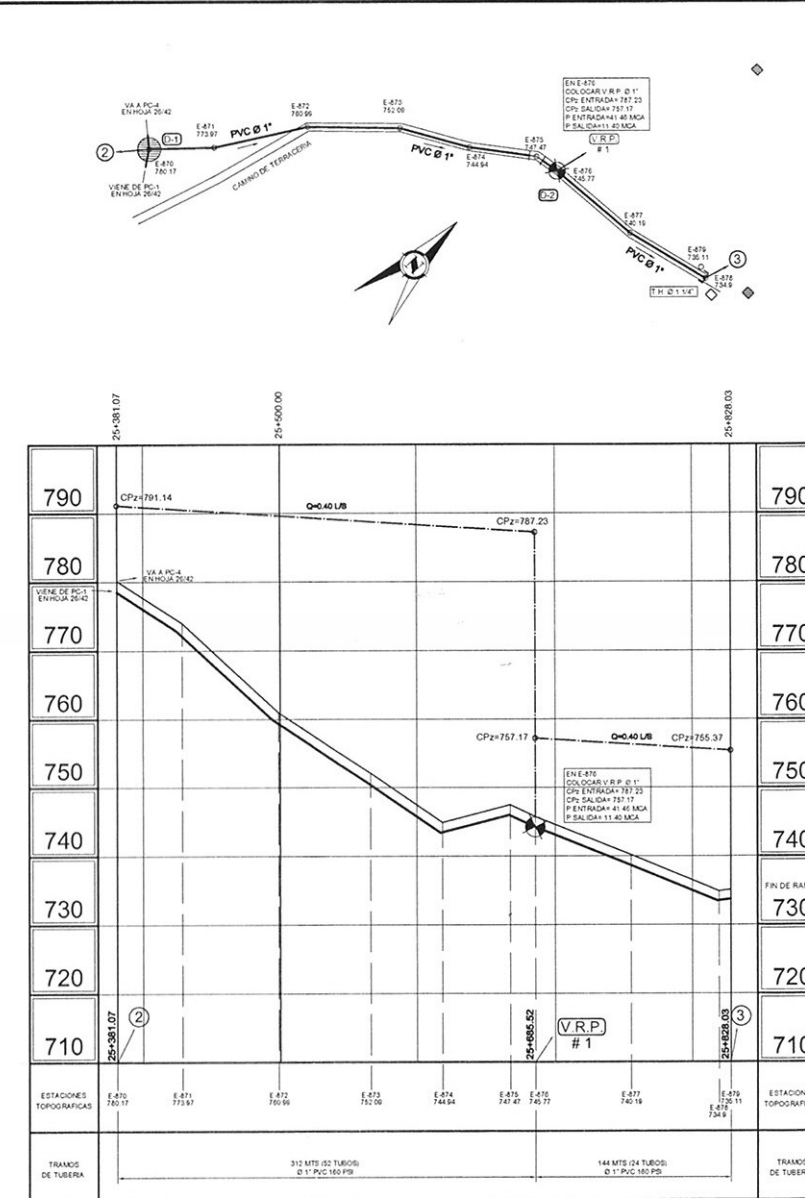 VA A PC-4
EN HOJA 26/42
D-1
E-871
773.97
PVC Ø 1"
E-872
760.99
E-873
752.09
PVC Ø 1"
E-874
744.94
E-875
747.47
EN E-876
COLOCAR V.R.P. Ø 1"
CPz ENTRADA= 787.23
CPz SALIDA= 757.17
P ENTRADA=41.46 MCA
P SALIDA=11.40 MCA
V.R.P.
# 1
2
E-870
780.17
VIENE DE PC-1
EN HOJA 26/42
CAMINO DE TERRACERIA
E-876
745.77
D-2
E-877
740.19
PVC Ø 1"
E-879
735.11
3
E-878
734.9
T.H. Ø 1 1/4"
25+381.07
25+500.00
25+828.03
790
CPz=791.14
Q=0.40 L/S
CPz=787.23
790
780
VA A PC-4
EN HOJA 26/42
780
VIENE DE PC-1
EN HOJA 26/42
770
770
760
CPz=757.17
Q=0.40 L/S
CPz=755.37
760
750
750
EN E-876
COLOCAR V.R.P. Ø 1"
CPz ENTRADA= 787.23
CPz SALIDA= 757.17
P ENTRADA= 41.46 MCA
P SALIDA= 11.40 MCA
740
740
FIN DE RA
730
730
720
720
710
25+381.07
2
25+685.52
V.R.P.
# 1
25+828.03
3
710
ESTACIONES
TOPOGRAFICAS
E-870
780.17
E-871
773.97
E-872
760.99
E-873
752.09
E-874
744.94
E-875
747.47
E-876
745.77
E-877
740.19
E-879
735.11
E-878
734.9
ESTACION
TOPOGRAF
TRAMOS
DE TUBERIA
312 MTS (52 TUBOS)
Ø 1" PVC 160 PSI
144 MTS (24 TUBOS)
Ø 1" PVC 160 PSI
TRAMOS
DE TUBER